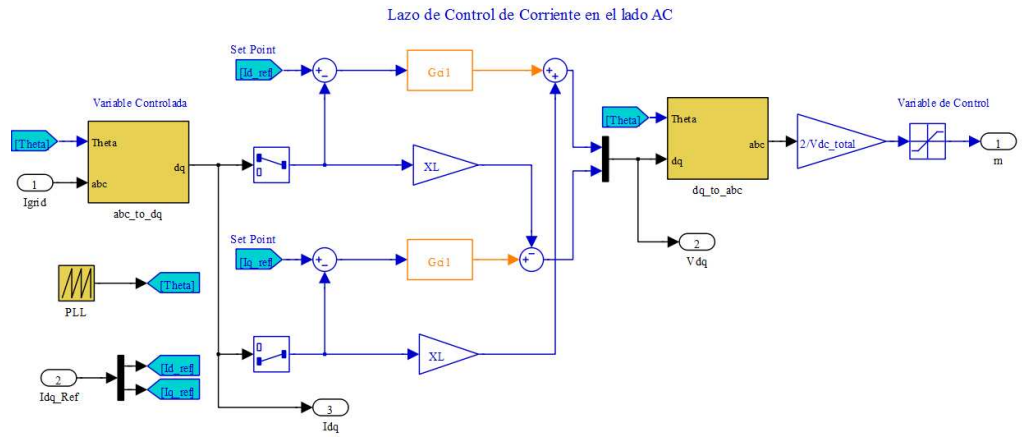 Lazo de Control de Corriente en el lado AC
Set Point
[Id_ref]
+
−
Gci1
+
+
Variable Controlada
[Theta]
Theta
abc
dq
abc_to_dq
1
Igrid
XL
[Theta]
Theta
dq
abc
dq_to_abc
2/Vdc_total
Variable de Control
1
m
Set Point
[Iq_ref]
+
−
Gci1
+
−
2
Vdq
PLL
[Theta]
XL
2
Idq_Ref
[Id_ref]
[Iq_ref]
3
Idq